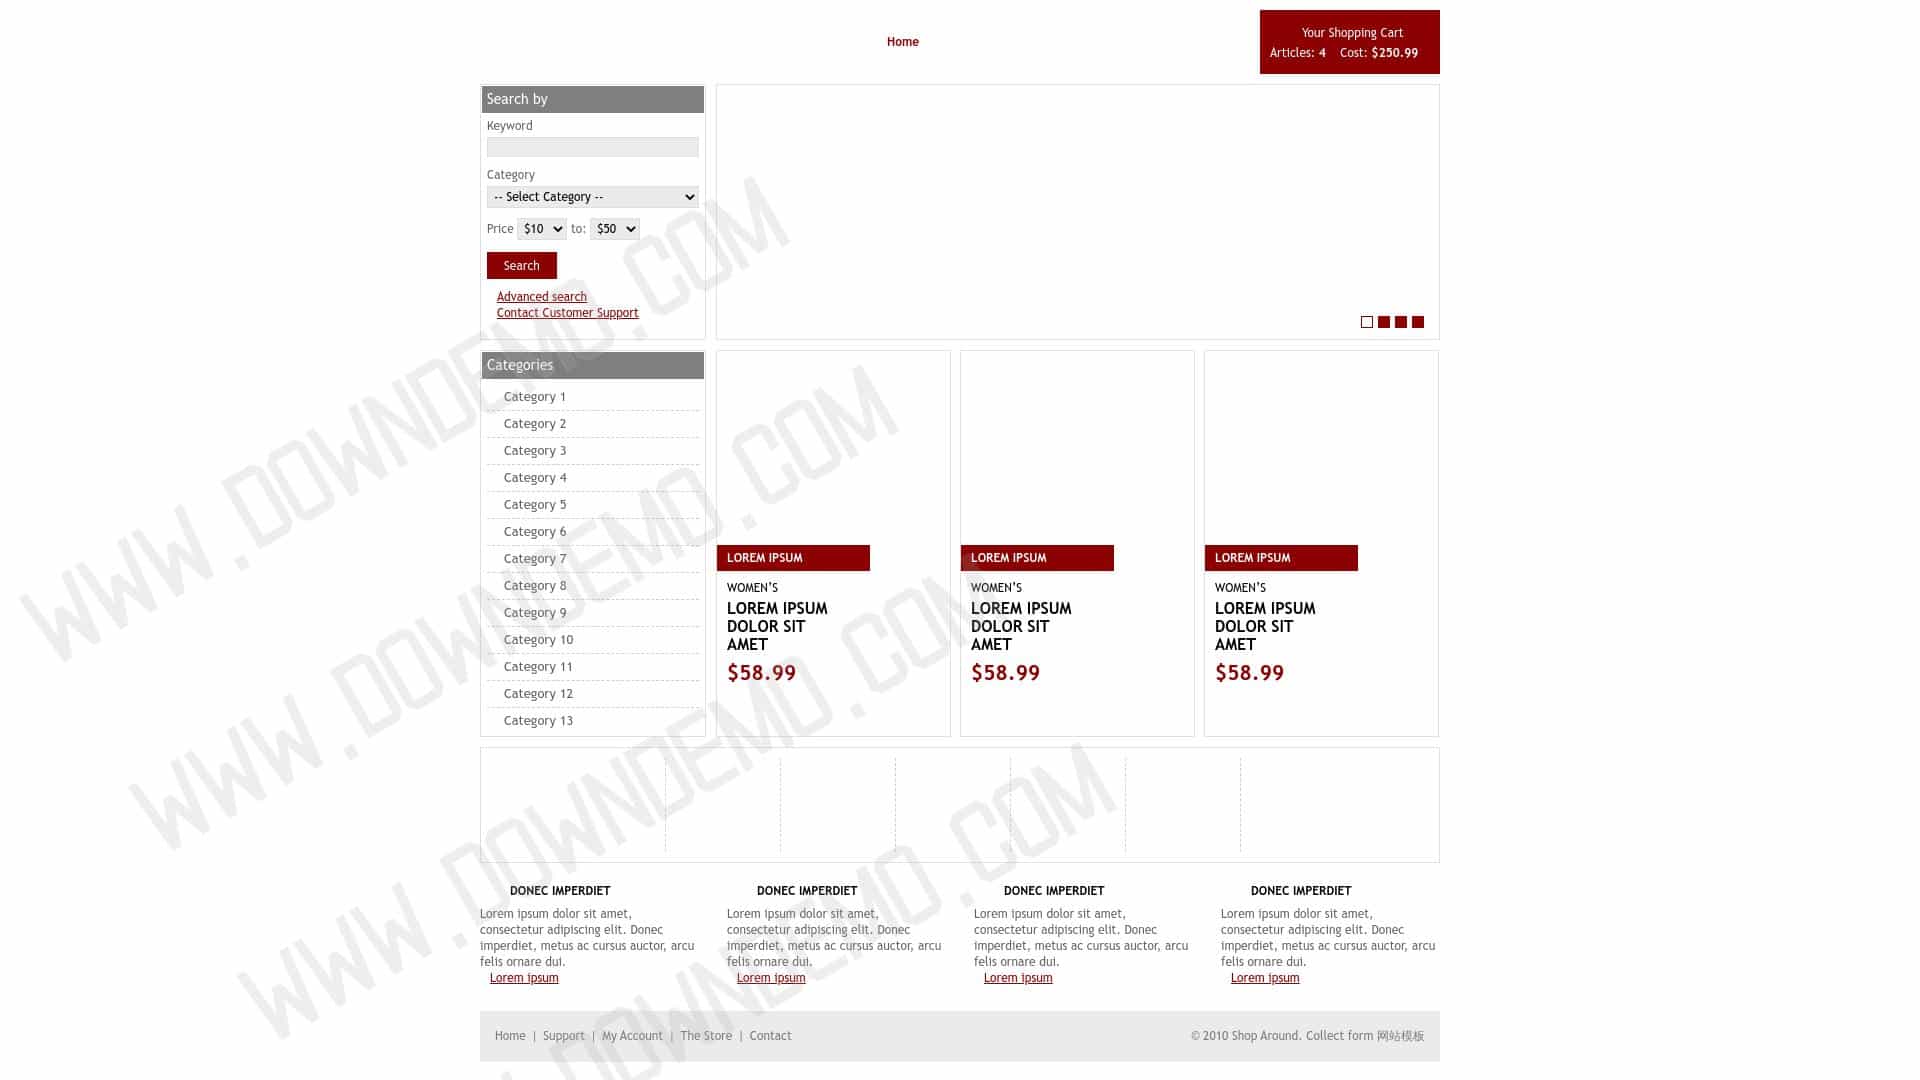 Home
Your Shopping Cart
Articles: 4 Cost: $250.99
Search by
Keyword
Category
-- Select Category --
Price $10 to: $50
Search
Advanced search
Contact Customer Support
Categories
Category 1
Category 2
Category 3
Category 4
Category 5
Category 6
Category 7
Category 8
Category 9
Category 10
Category 11
Category 12
Category 13
LOREM IPSUM
WOMEN'S
LOREM IPSUM
DOLOR SIT
AMET
$58.99
LOREM IPSUM
WOMEN'S
LOREM IPSUM
DOLOR SIT
AMET
$58.99
LOREM IPSUM
WOMEN'S
LOREM IPSUM
DOLOR SIT
AMET
$58.99
DONEC IMPERDIET
Lorem ipsum dolor sit amet,
consectetur adipiscing elit. Donec
imperdiet, metus ac cursus auctor, arcu
felis ornare dui.
Lorem ipsum
DONEC IMPERDIET
Lorem ipsum dolor sit amet,
consectetur adipiscing elit. Donec
imperdiet, metus ac cursus auctor, arcu
felis ornare dui.
Lorem ipsum
DONEC IMPERDIET
Lorem ipsum dolor sit amet,
consectetur adipiscing elit. Donec
imperdiet, metus ac cursus auctor, arcu
felis ornare dui.
Lorem ipsum
DONEC IMPERDIET
Lorem ipsum dolor sit amet,
consectetur adipiscing elit. Donec
imperdiet, metus ac cursus auctor, arcu
felis ornare dui.
Lorem ipsum
Home | Support | My Account | The Store | Contact
© 2010 Shop Around. Collect form 网站模板
WWW.DOWNDEMO.COM
WWW.DOWNDEMO.COM
WWW.DOWNDEMO.COM
DOWNDEMO.COM